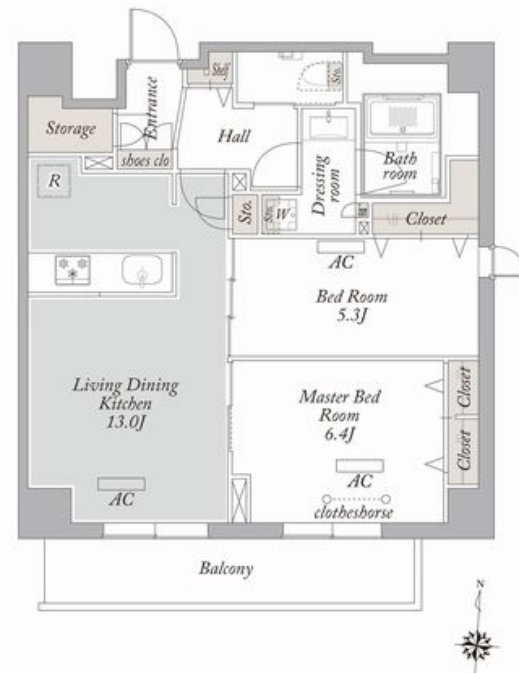 Shelf
Sto.
Entrance
Storage
Hall
shoes clo
Bath
room
Dressing
room
R
Sto.
Sto.
W
Closet
AC
Bed Room
5.3J
Living Dining
Kitchen
13.0J
Master Bed
Room
6.4J
Closet
Closet
AC
AC
clotheshorse
Balcony
N